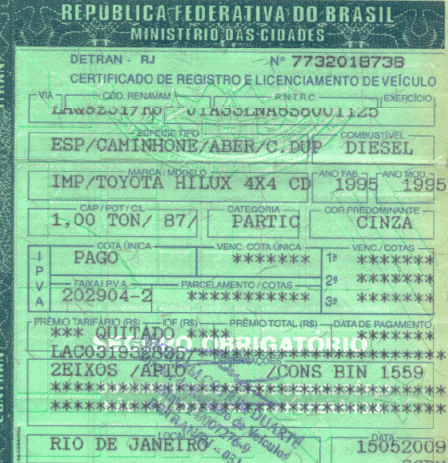 REPÚBLICA FEDERATIVA DO BRASIL
MINISTÉRIO DAS CIDADES
DETRAN - RJ Nº 7732018738
CERTIFICADO DE REGISTRO E LICENCIAMENTO DE VEÍCULO
VIA CÓD. RENAVAM R.N.T.R.C. EXERCÍCIO
ESPÉCIE TIPO COMBUSTÍVEL
ESP/CAMINHONE/ABER/C.DUP DIESEL
MARCA / MODELO ANO FAB. ANO MOD.
IMP/TOYOTA HILUX 4X4 CD 1995 1995
CAP / POT / CIL CATEGORIA COR PREDOMINANTE
1,00 TON/ 87/ PARTIC CINZA
IPVA
COTA ÚNICA VENC. COTA ÚNICA VENC. / COTAS
PAGO ******* 1ª *******
FAIXA I.P.V.A. PARCELAMENTO / COTAS 2ª *******
202904-2 ************ 3ª *******
PRÊMIO TARIFÁRIO (R$) IOF (R$) PRÊMIO TOTAL (R$) DATA DE PAGAMENTO
*** QUITADO ****
SEGURO OBRIGATÓRIO
OBSERVAÇÕES
2EIXOS /APTO /CONS BIN 1559
LOCAL DATA
RIO DE JANEIRO 15052009